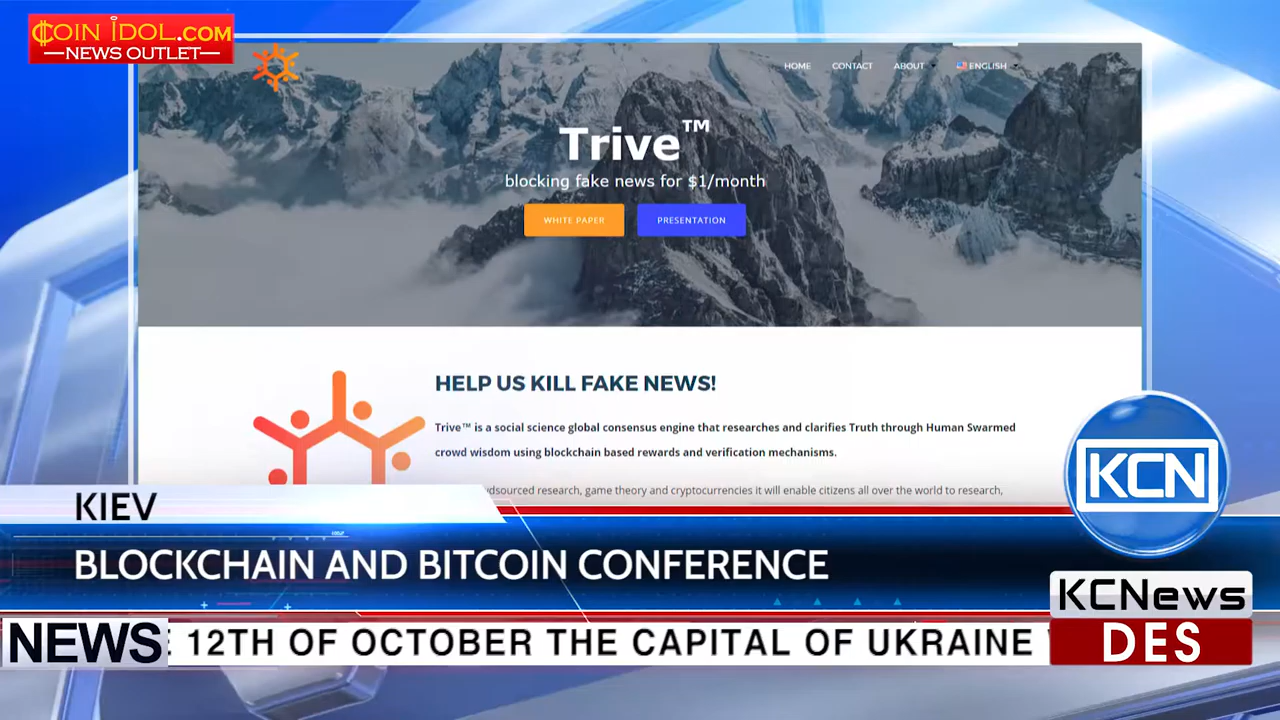 COIN IDOL.COM
NEWS OUTLET
HOME CONTACT ABOUT ENGLISH
Trive™
blocking fake news for $1/month
WHITE PAPER PRESENTATION
HELP US KILL FAKE NEWS!
Trive™ is a social science global consensus engine that researches and clarifies Truth through Human Swarmed
crowd wisdom using blockchain based rewards and verification mechanisms.
research, game theory and cryptocurrencies it will enable citizens all over the world to research,
KCN
KIEV
BLOCKCHAIN AND BITCOIN CONFERENCE
KCNews
DES
NEWS
12TH OF OCTOBER THE CAPITAL OF UKRAINE